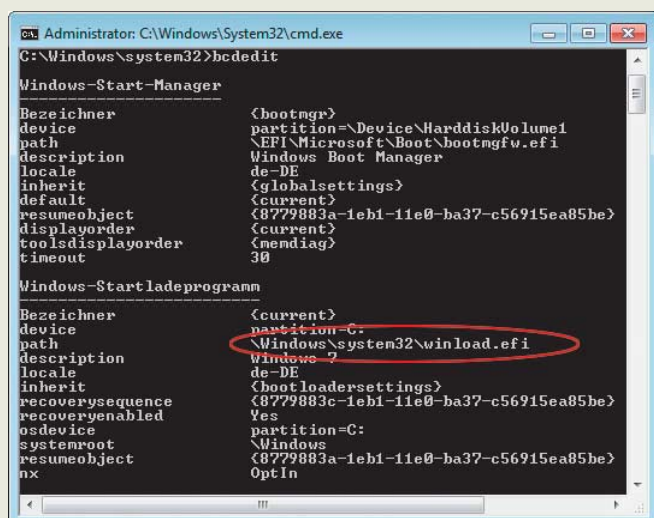 Administrator: C:\Windows\System32\cmd.exe
C:\Windows\system32>bcdedit
Windows-Start-Manager
---------------------
Bezeichner {bootmgr}
device partition=\Device\HarddiskVolume1
path \EFI\Microsoft\Boot\bootmgfw.efi
description Windows Boot Manager
locale de-DE
inherit {globalsettings}
default {current}
resumeobject {8779883a-1eb1-11e0-ba37-c56915ea85be}
displayorder {current}
toolsdisplayorder {memdiag}
timeout 30
Windows-Startladeprogramm
-------------------------
Bezeichner {current}
device partition=C:
path \Windows\system32\winload.efi
description Windows 7
locale de-DE
inherit {bootloadersettings}
recoverysequence {8779883c-1eb1-11e0-ba37-c56915ea85be}
recoveryenabled Yes
osdevice partition=C:
systemroot \Windows
resumeobject {8779883a-1eb1-11e0-ba37-c56915ea85be}
nx OptIn